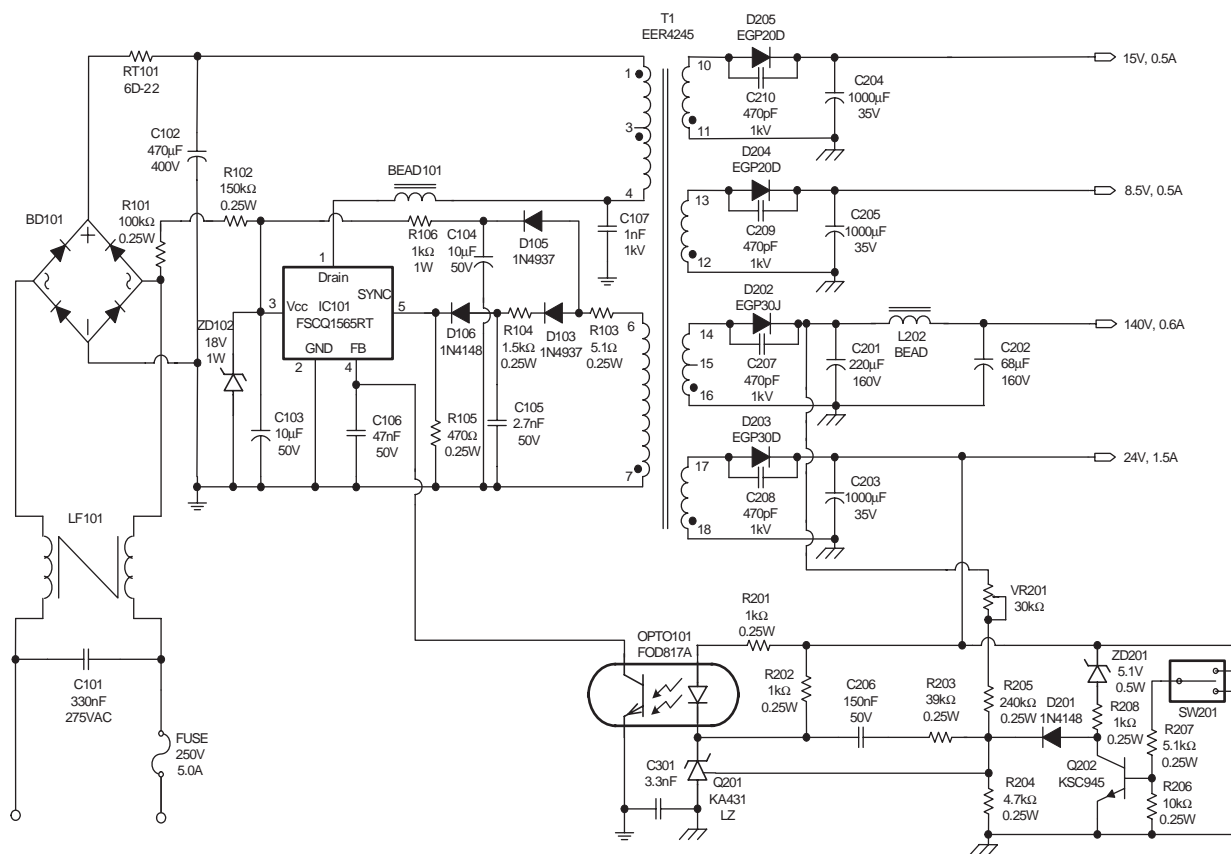 T1
EER4245
RT101
6D-22
C102
470μF
400V
BD101
R101
100kΩ
0.25W
R102
150kΩ
0.25W
BEAD101
R106
1kΩ
1W
C104
10μF
50V
D105
1N4937
C107
1nF
1kV
1
3
4
1
Drain
SYNC
5
3
Vcc
IC101
FSCQ1565RT
GND
FB
2
4
ZD102
18V
1W
D106
1N4148
R104
1.5kΩ
0.25W
D103
1N4937
R103
5.1Ω
0.25W
6
7
C103
10μF
50V
C106
47nF
50V
R105
470Ω
0.25W
C105
2.7nF
50V
LF101
C101
330nF
275VAC
FUSE
250V
5.0A
10
11
D205
EGP20D
C210
470pF
1kV
C204
1000μF
35V
15V, 0.5A
13
12
D204
EGP20D
C209
470pF
1kV
C205
1000μF
35V
8.5V, 0.5A
14
15
16
D202
EGP30J
C207
470pF
1kV
C201
220μF
160V
L202
BEAD
C202
68μF
160V
140V, 0.6A
17
18
D203
EGP30D
C208
470pF
1kV
C203
1000μF
35V
24V, 1.5A
VR201
30kΩ
OPTO101
FOD817A
R201
1kΩ
0.25W
R202
1kΩ
0.25W
C206
150nF
50V
R203
39kΩ
0.25W
R205
240kΩ
0.25W
D201
1N4148
ZD201
5.1V
0.5W
R208
1kΩ
0.25W
SW201
R207
5.1kΩ
0.25W
C301
3.3nF
Q201
KA431
LZ
R204
4.7kΩ
0.25W
Q202
KSC945
R206
10kΩ
0.25W